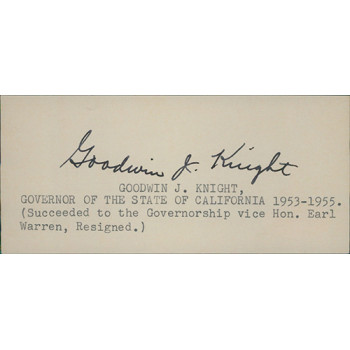 Goodwin J. Knight
GOODWIN J. KNIGHT,
GOVERNOR OF THE STATE OF CALIFORNIA 1953-1955.
(Succeeded to the Governorship vice Hon. Earl
Warren, Resigned.)